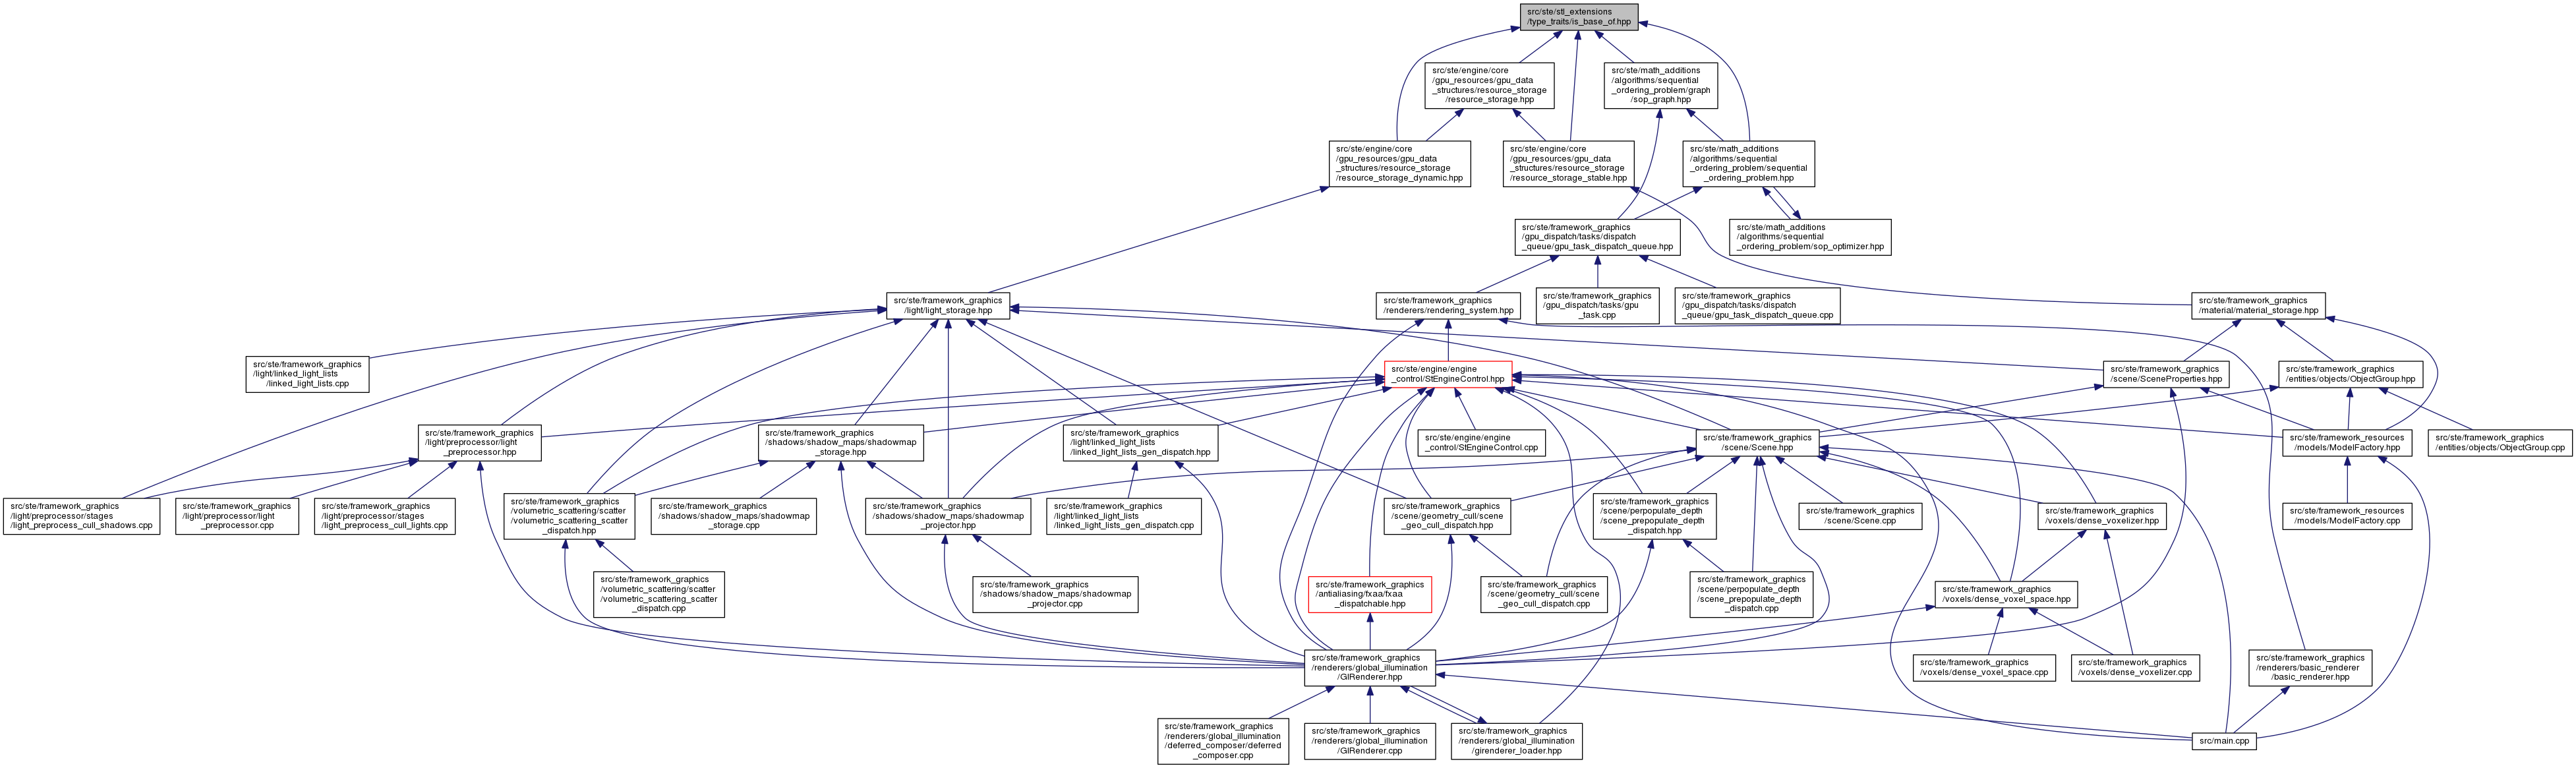 src/ste/stl_extensions
/type_traits/is_base_of.hpp
src/ste/engine/core
/gpu_resources/gpu_data
_structures/resource_storage
/resource_storage.hpp
src/ste/math_additions
/algorithms/sequential
_ordering_problem/graph
/sop_graph.hpp
src/ste/engine/core
/gpu_resources/gpu_data
_structures/resource_storage
/resource_storage_dynamic.hpp
src/ste/engine/core
/gpu_resources/gpu_data
_structures/resource_storage
/resource_storage_stable.hpp
src/ste/math_additions
/algorithms/sequential
_ordering_problem/sequential
_ordering_problem.hpp
src/ste/framework_graphics
/gpu_dispatch/tasks/dispatch
_queue/gpu_task_dispatch_queue.hpp
src/ste/math_additions
/algorithms/sequential
_ordering_problem/sop_optimizer.hpp
src/ste/framework_graphics
/light/light_storage.hpp
src/ste/framework_graphics
/renderers/rendering_system.hpp
src/ste/framework_graphics
/gpu_dispatch/tasks/gpu
_task.cpp
src/ste/framework_graphics
/gpu_dispatch/tasks/dispatch
_queue/gpu_task_dispatch_queue.cpp
src/ste/framework_graphics
/material/material_storage.hpp
src/ste/framework_graphics
/light/linked_light_lists
/linked_light_lists.cpp
src/ste/engine/engine
_control/StEngineControl.hpp
src/ste/framework_graphics
/scene/SceneProperties.hpp
src/ste/framework_graphics
/entities/objects/ObjectGroup.hpp
src/ste/framework_graphics
/light/preprocessor/light
_preprocessor.hpp
src/ste/framework_graphics
/shadows/shadow_maps/shadowmap
_storage.hpp
src/ste/framework_graphics
/light/linked_light_lists
/linked_light_lists_gen_dispatch.hpp
src/ste/engine/engine
_control/StEngineControl.cpp
src/ste/framework_graphics
/scene/Scene.hpp
src/ste/framework_resources
/models/ModelFactory.hpp
src/ste/framework_graphics
/entities/objects/ObjectGroup.cpp
src/ste/framework_graphics
/light/preprocessor/stages
/light_preprocess_cull_shadows.cpp
src/ste/framework_graphics
/light/preprocessor/light
_preprocessor.cpp
src/ste/framework_graphics
/light/preprocessor/stages
/light_preprocess_cull_lights.cpp
src/ste/framework_graphics
/volumetric_scattering/scatter
/volumetric_scattering_scatter
_dispatch.hpp
src/ste/framework_graphics
/shadows/shadow_maps/shadowmap
_storage.cpp
src/ste/framework_graphics
/shadows/shadow_maps/shadowmap
_projector.hpp
src/ste/framework_graphics
/light/linked_light_lists
/linked_light_lists_gen_dispatch.cpp
src/ste/framework_graphics
/scene/geometry_cull/scene
_geo_cull_dispatch.hpp
src/ste/framework_graphics
/scene/perpopulate_depth
/scene_prepopulate_depth
_dispatch.hpp
src/ste/framework_graphics
/scene/Scene.cpp
src/ste/framework_graphics
/voxels/dense_voxelizer.hpp
src/ste/framework_resources
/models/ModelFactory.cpp
src/ste/framework_graphics
/volumetric_scattering/scatter
/volumetric_scattering_scatter
_dispatch.cpp
src/ste/framework_graphics
/shadows/shadow_maps/shadowmap
_projector.cpp
src/ste/framework_graphics
/antialiasing/fxaa/fxaa
_dispatchable.hpp
src/ste/framework_graphics
/scene/geometry_cull/scene
_geo_cull_dispatch.cpp
src/ste/framework_graphics
/scene/perpopulate_depth
/scene_prepopulate_depth
_dispatch.cpp
src/ste/framework_graphics
/voxels/dense_voxel_space.hpp
src/ste/framework_graphics
/renderers/global_illumination
/GIRenderer.hpp
src/ste/framework_graphics
/voxels/dense_voxel_space.cpp
src/ste/framework_graphics
/voxels/dense_voxelizer.cpp
src/ste/framework_graphics
/renderers/basic_renderer
/basic_renderer.hpp
src/ste/framework_graphics
/renderers/global_illumination
/deferred_composer/deferred
_composer.cpp
src/ste/framework_graphics
/renderers/global_illumination
/GIRenderer.cpp
src/ste/framework_graphics
/renderers/global_illumination
/girenderer_loader.hpp
src/main.cpp